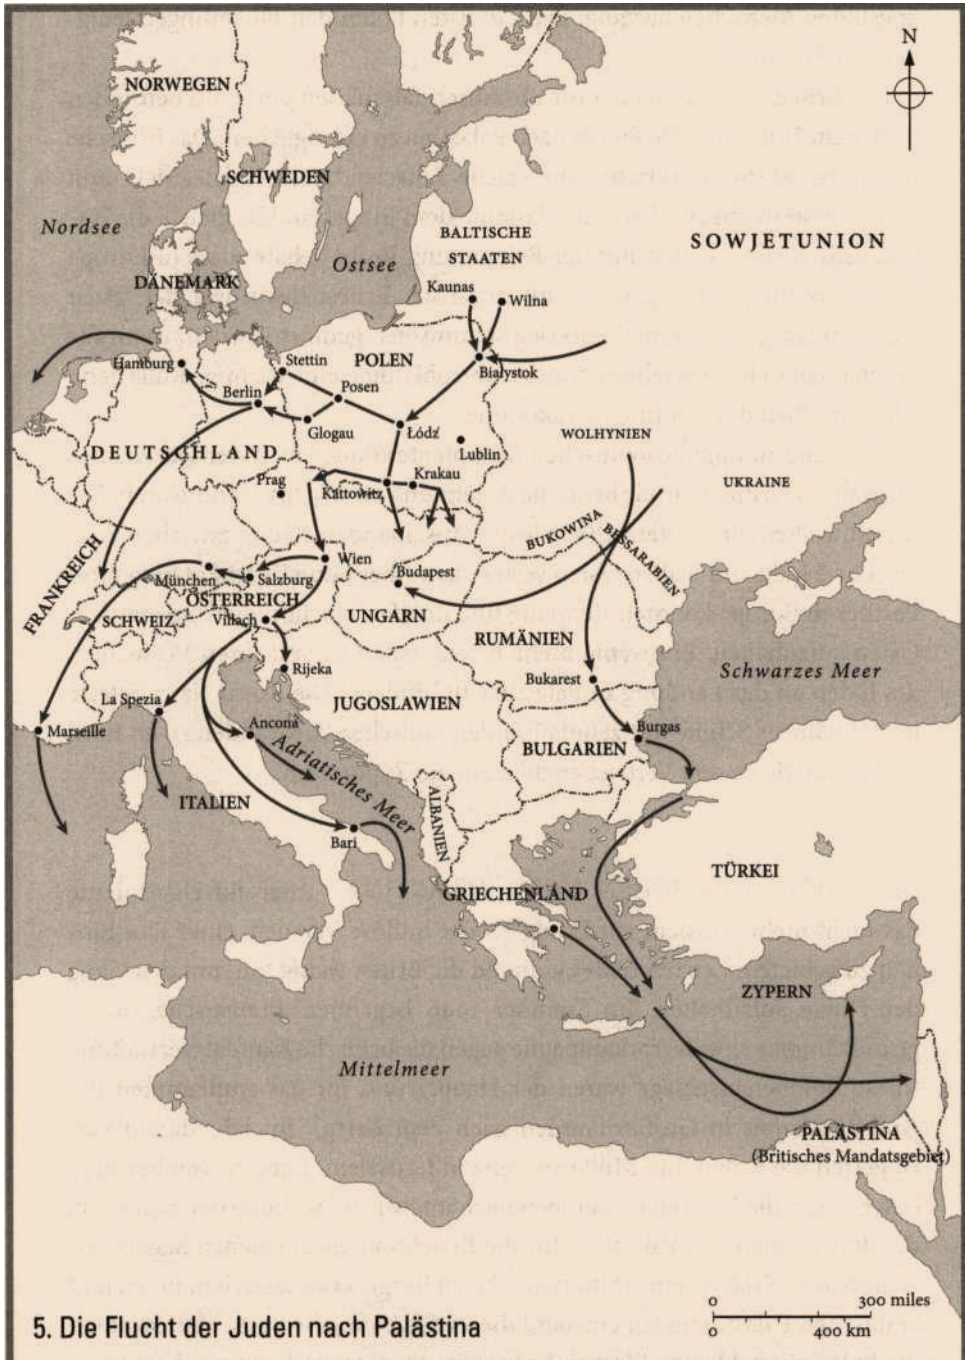 N
NORWEGEN
SCHWEDEN
Nordsee
Ostsee
BALTISCHE
STAATEN
SOWJETUNION
DÄNEMARK
Kaunas
Wilna
Hamburg
Stettin
POLEN
Bialystok
Berlin
Posen
Glogau
Łódź
DEUTSCHLAND
Lublin
WOLHYNIEN
Prag
Kattowitz
Krakau
UKRAINE
BUKOWINA
BESSARABIEN
FRANKREICH
Wien
München
Salzburg
Budapest
ÖSTERREICH
SCHWEIZ
Villach
UNGARN
RUMÄNIEN
Rijeka
Schwarzes Meer
Bukarest
La Spezia
JUGOSLAWIEN
Marseille
Ancona
Burgas
BULGARIEN
Adriatisches Meer
ITALIEN
ALBANIEN
Bari
TÜRKEI
GRIECHENLAND
ZYPERN
Mittelmeer
PALÄSTINA
(Britisches Mandatsgebiet)
0 300 miles
0 400 km
5. Die Flucht der Juden nach Palästina